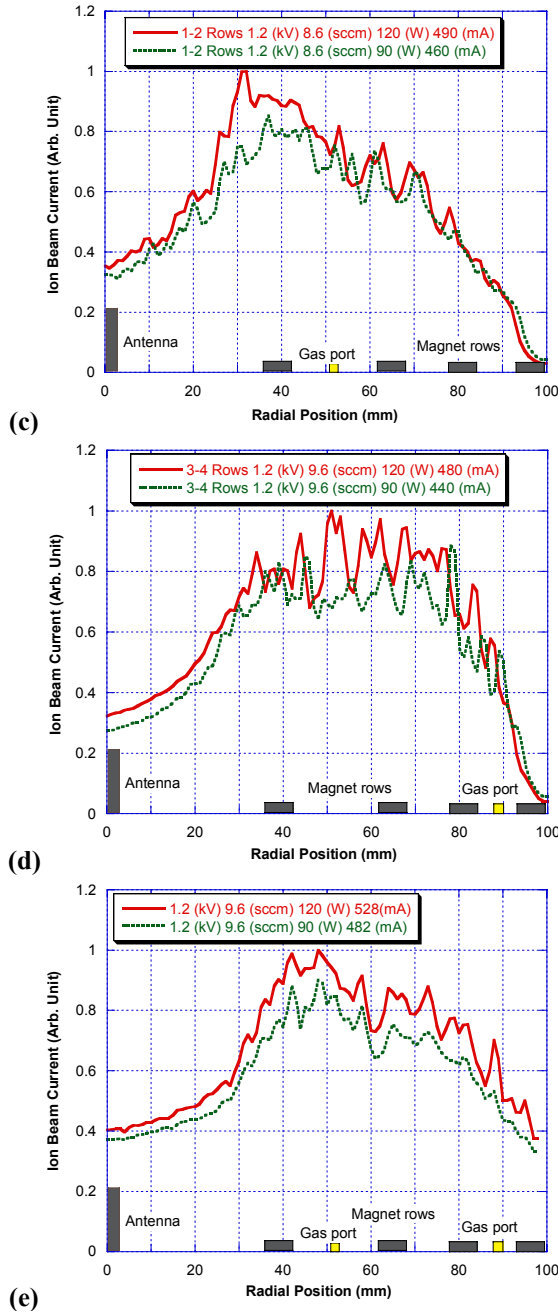 1-2 Rows 1.2 (kV) 8.6 (sccm) 120 (W) 490 (mA)
1-2 Rows 1.2 (kV) 8.6 (sccm) 90 (W) 460 (mA)
Ion Beam Current (Arb. Unit)
1.2
1
0.8
0.6
0.4
0.2
0
Antenna
Gas port
Magnet rows
0 20 40 60 80 100
Radial Position (mm)
(c)
3-4 Rows 1.2 (kV) 9.6 (sccm) 120 (W) 480 (mA)
3-4 Rows 1.2 (kV) 9.6 (sccm) 90 (W) 440 (mA)
Ion Beam Current (Arb. Unit)
1.2
1
0.8
0.6
0.4
0.2
0
Antenna
Magnet rows
Gas port
0 20 40 60 80 100
Radial Position (mm)
(d)
1.2 (kV) 9.6 (sccm) 120 (W) 528(mA)
1.2 (kV) 9.6 (sccm) 90 (W) 482 (mA)
Ion Beam Current (Arb. Unit)
1.2
1
0.8
0.6
0.4
0.2
0
Antenna
Magnet rows
Gas port
Gas port
0 20 40 60 80 100
Radial Position (mm)
(e)